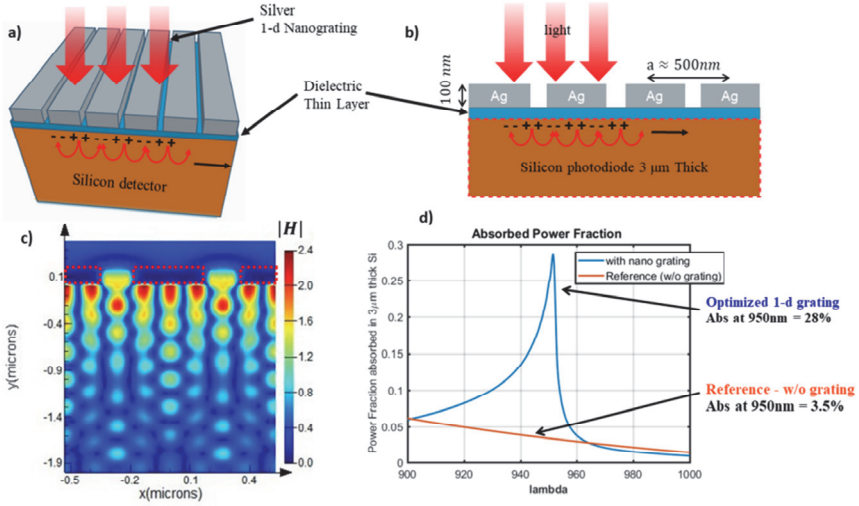 a)
Silver
1-d Nanograting
Dielectric
Thin Layer
- - - + + - - + + - - + +
Silicon detector
b)
light
a ≈ 500nm
100 nm
Ag
Ag
Ag
Ag
- - - + + - - + + - - + +
Silicon photodiode 3 μm Thick
c)
|H|
2.4
2.0
1.6
1.2
0.8
0.4
0.0
0.1
-0.4
-0.9
-1.4
-1.9
y(microns)
-0.5
-0.2
0.1
0.4
x(microns)
d)
Absorbed Power Fraction
with nano grating
Reference (w/o grating)
0.3
0.25
0.2
0.15
0.1
0.05
0
Power Fraction absorbed in 3μm thick Si
900
920
940
960
980
1000
lambda
Optimized 1-d grating
Abs at 950nm = 28%
Reference - w/o grating
Abs at 950nm = 3.5%